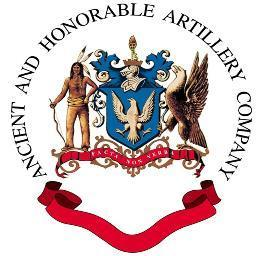 ANCIENT AND HONORABLE ARTILLERY COMPANY
FACTA NON VERBA